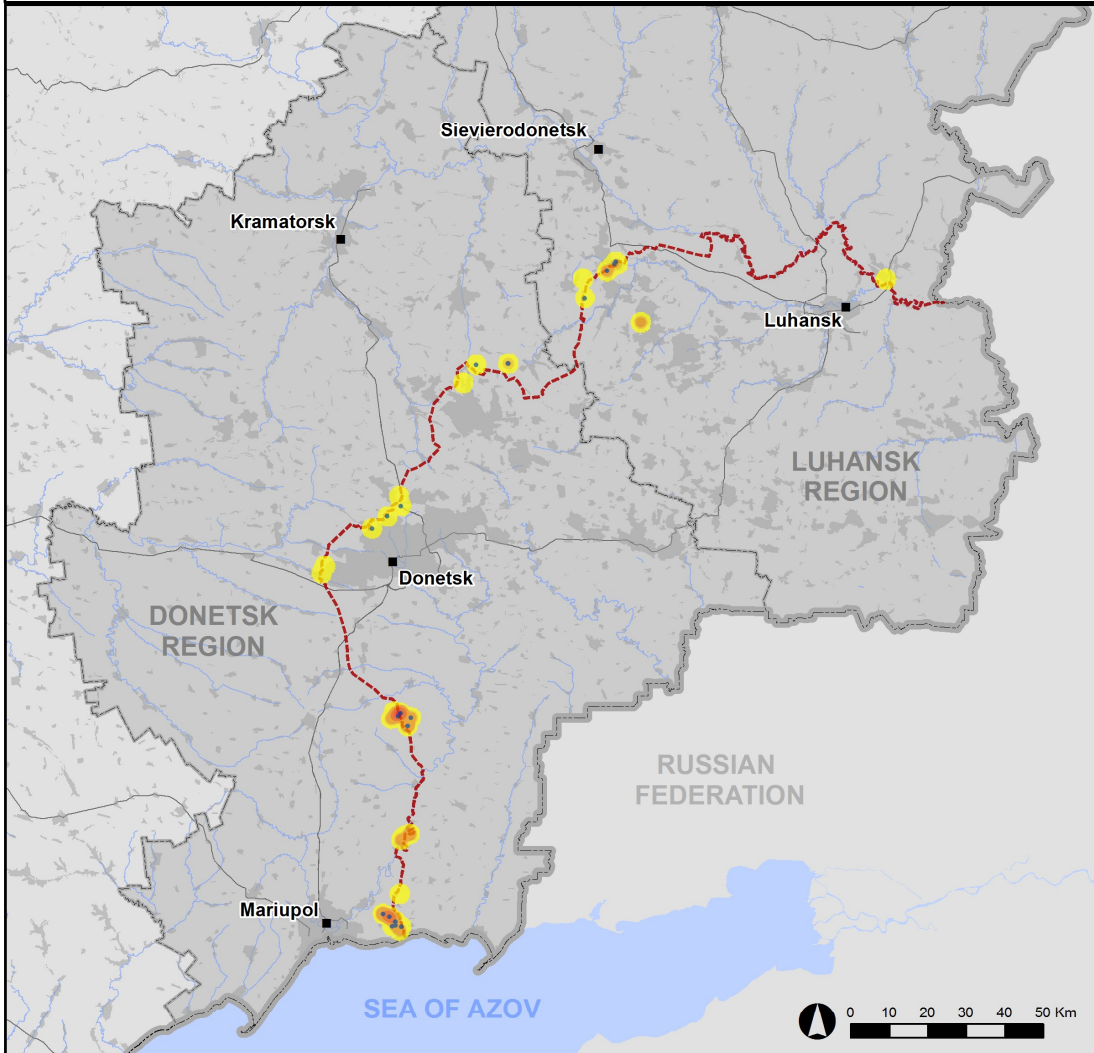 Sievierodonetsk
Kramatorsk
Luhansk
LUHANSK
REGION
Donetsk
DONETSK
REGION
RUSSIAN
FEDERATION
Mariupol
SEA OF AZOV
0 10 20 30 40 50 Km